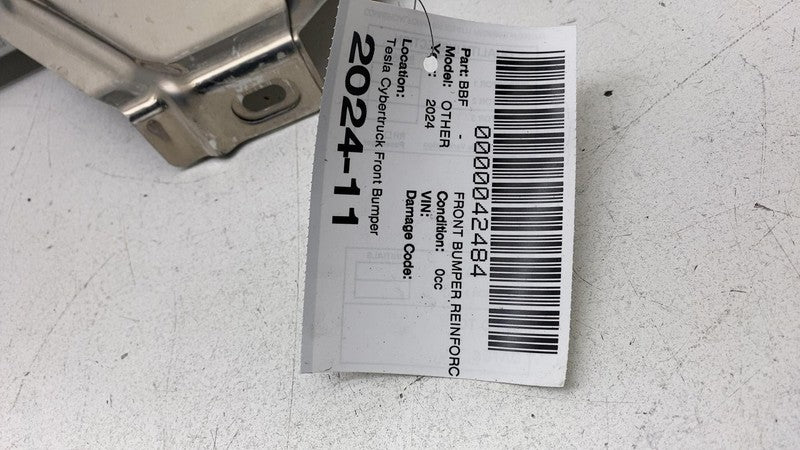 0000042484
Part: BBF - FRONT BUMPER REINFORC
Model: OTHER Condition: 0cc
2024 VIN:
Location: Damage Code:
Tesla Cybertruck Front Bumper
2024-11